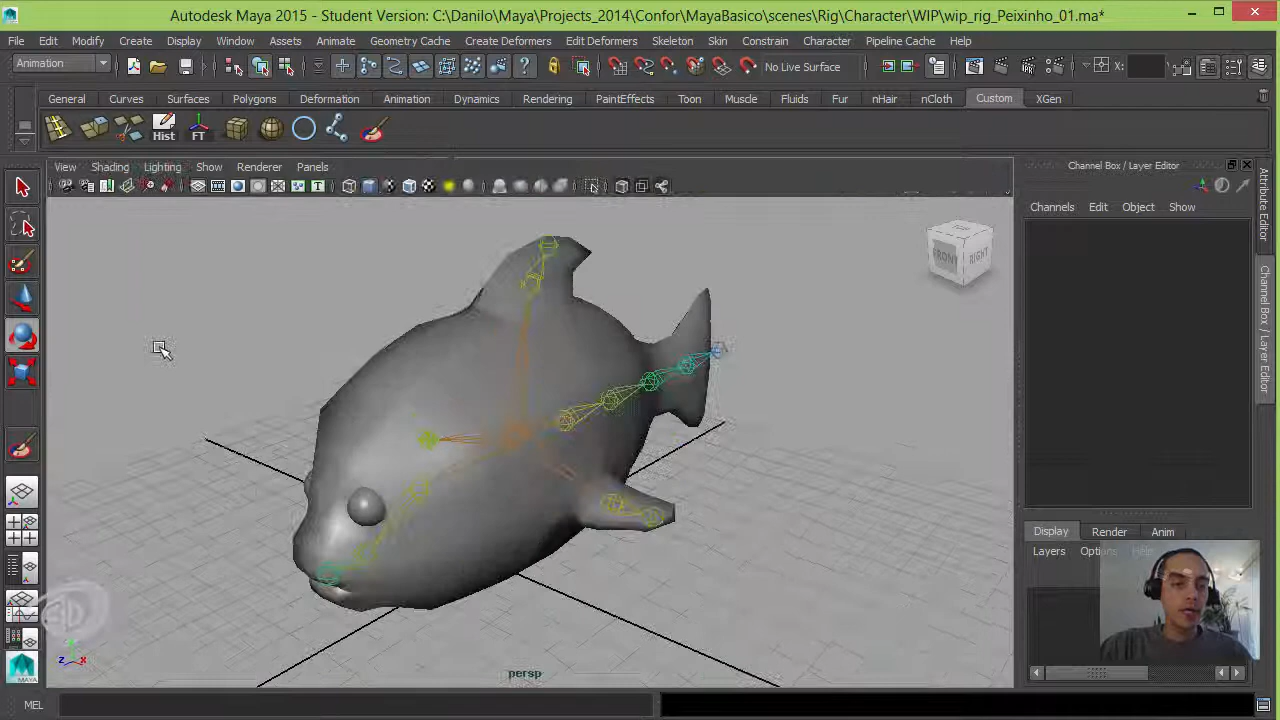 Autodesk Maya 2015 - Student Version: C:\Danilo\Maya\Projects_2014\Confor\MayaBasico\scenes\Rig\Character\WIP\wip_rig_Peixinho_01.ma*
File Edit Modify Create Display Window Assets Animate Geometry Cache Create Deformers Edit Deformers Skeleton Skin Constrain Character Pipeline Cache Help
Animation No Live Surface X:
General Curves Surfaces Polygons Deformation Animation Dynamics Rendering PaintEffects Toon Muscle Fluids Fur nHair nCloth Custom XGen
Hist FT
View Shading Lighting Show Renderer Panels
Channel Box / Layer Editor
Channels Edit Object Show
Attribute Editor
Channel Box / Layer Editor
FRONT RIGHT
Display Render Anim
Layers
z x
MAYA
persp
MEL